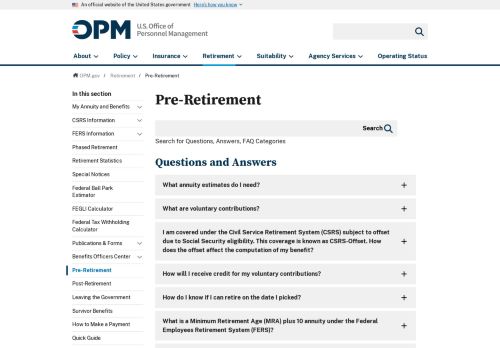 An official website of the United States government Here's how you know
OPM
U.S. Office of
Personnel Management
About
Policy
Insurance
Retirement
Suitability
Agency Services
Operating Status
OPM.gov / Retirement / Pre-Retirement
In this section
My Annuity and Benefits
CSRS Information
FERS Information
Phased Retirement
Retirement Statistics
Special Notices
Federal Ball Park
Estimator
FEGLI Calculator
Federal Tax Withholding
Calculator
Publications & Forms
Benefits Officers Center
Pre-Retirement
Post-Retirement
Leaving the Government
Survivor Benefits
How to Make a Payment
Quick Guide
Pre-Retirement
Search
Search for Questions, Answers, FAQ Categories
Questions and Answers
What annuity estimates do I need?
What are voluntary contributions?
I am covered under the Civil Service Retirement System (CSRS) subject to offset
due to Social Security eligibility. This coverage is known as CSRS-Offset. How
does the offset affect the computation of my benefit?
How will I receive credit for my voluntary contributions?
How do I know if I can retire on the date I picked?
What is a Minimum Retirement Age (MRA) plus 10 annuity under the Federal
Employees Retirement System (FERS)?